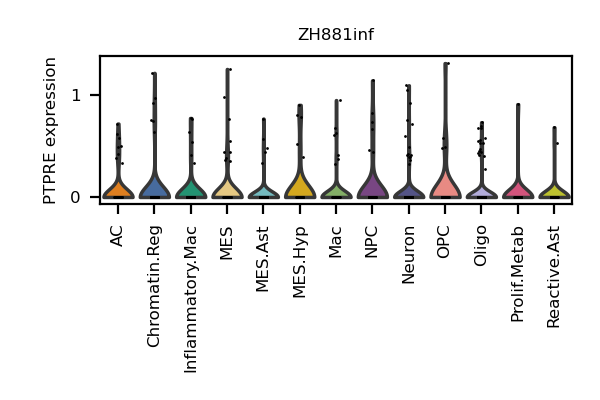 ZH881inf
PTPRE expression
1
0
AC
Chromatin.Reg
Inflammatory.Mac
MES
MES.Ast
MES.Hyp
Mac
NPC
Neuron
OPC
Oligo
Prolif.Metab
Reactive.Ast